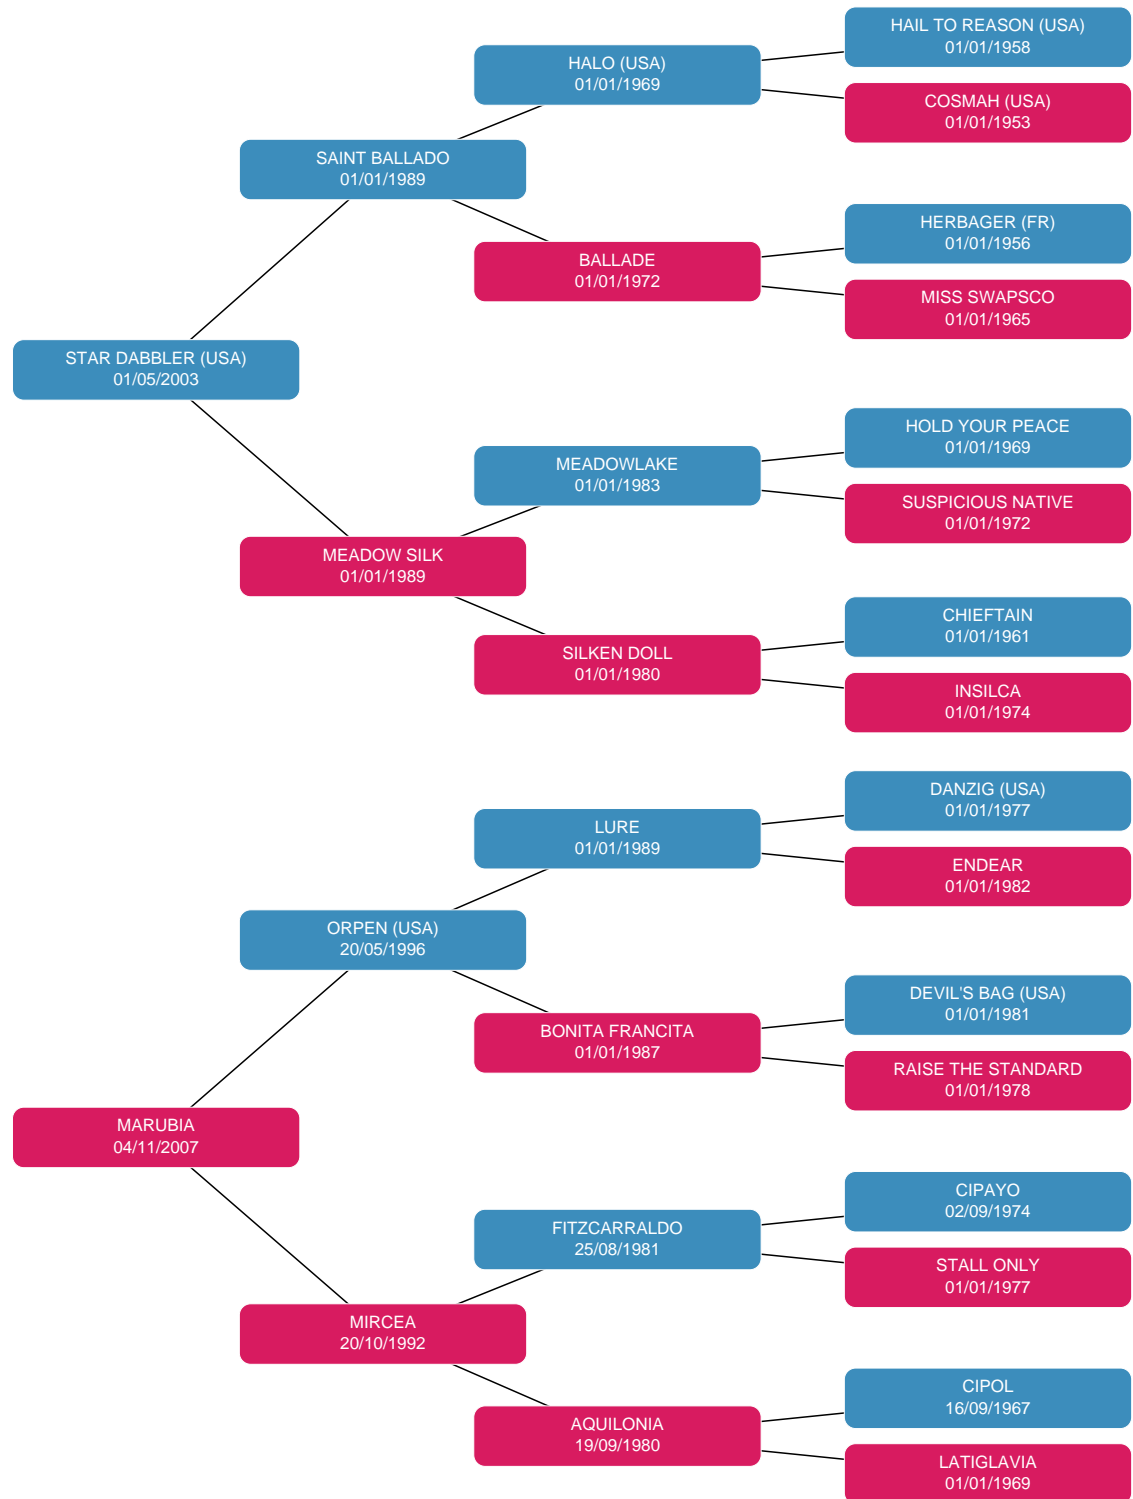 HAIL TO REASON (USA)
01/01/1958
HALO (USA)
01/01/1969
COSMAH (USA)
01/01/1953
SAINT BALLADO
01/01/1989
HERBAGER (FR)
01/01/1956
BALLADE
01/01/1972
MISS SWAPSCO
01/01/1965
STAR DABBLER (USA)
01/05/2003
HOLD YOUR PEACE
01/01/1969
MEADOWLAKE
01/01/1983
SUSPICIOUS NATIVE
01/01/1972
MEADOW SILK
01/01/1989
CHIEFTAIN
01/01/1961
SILKEN DOLL
01/01/1980
INSILCA
01/01/1974
DANZIG (USA)
01/01/1977
LURE
01/01/1989
ENDEAR
01/01/1982
ORPEN (USA)
20/05/1996
DEVIL'S BAG (USA)
01/01/1981
BONITA FRANCITA
01/01/1987
RAISE THE STANDARD
01/01/1978
MARUBIA
04/11/2007
CIPAYO
02/09/1974
FITZCARRALDO
25/08/1981
STALL ONLY
01/01/1977
MIRCEA
20/10/1992
CIPOL
16/09/1967
AQUILONIA
19/09/1980
LATIGLAVIA
01/01/1969